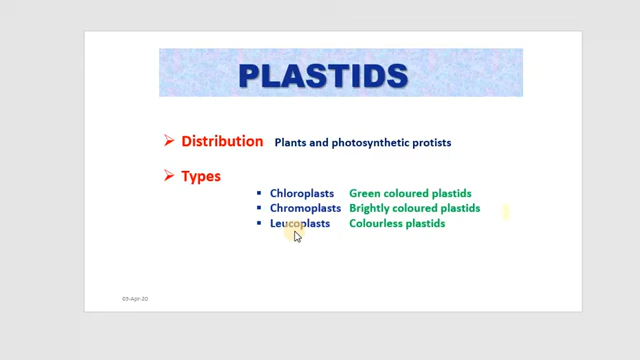 PLASTIDS
Distribution Plants and photosynthetic protists
Types
Chloroplasts Green coloured plastids
Chromoplasts Brightly coloured plastids
Leucoplasts Colourless plastids
03-Apr-20